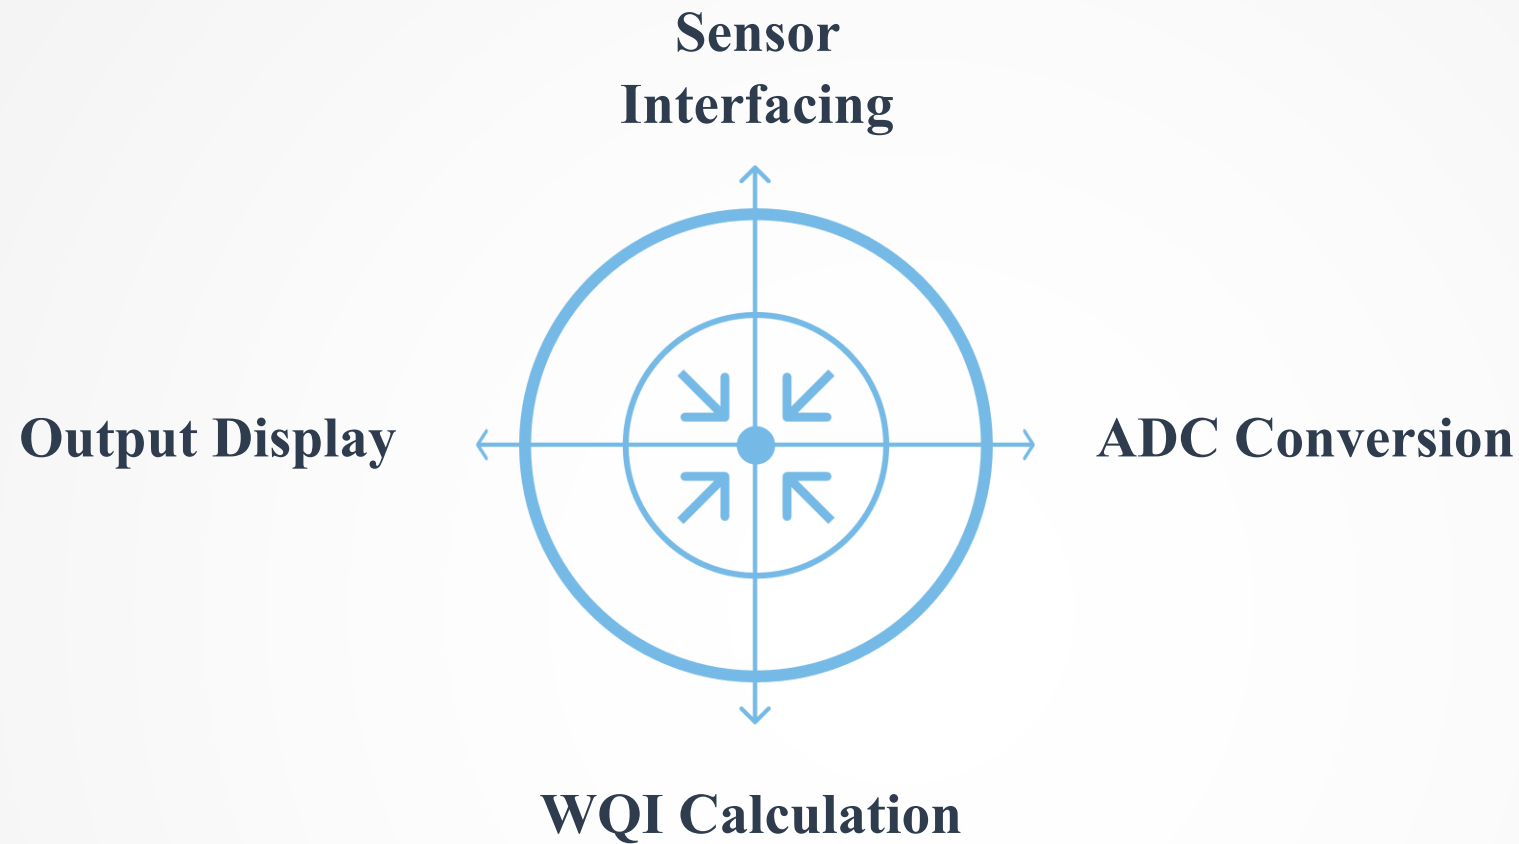 Sensor
Interfacing
Output Display
ADC Conversion
WQI Calculation